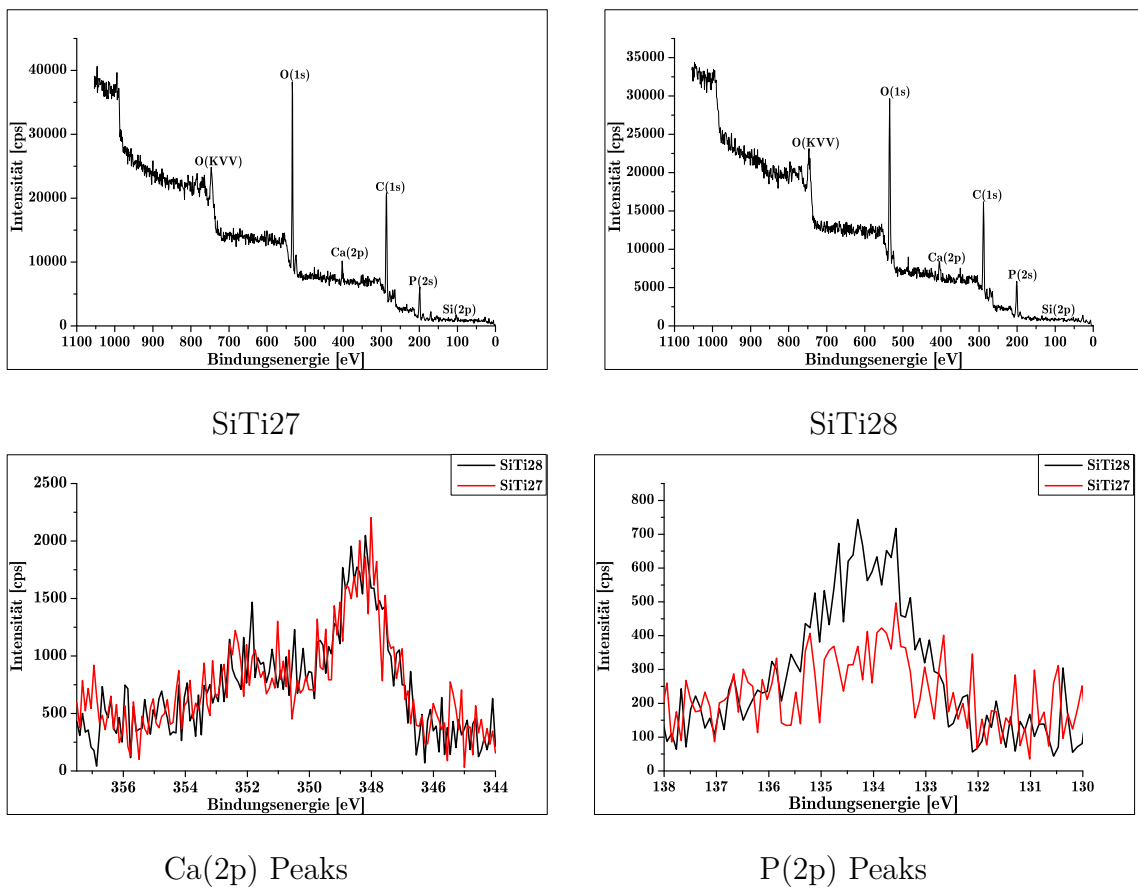 Intensität [cps]
40000
30000
20000
10000
0
O(1s)
O(KVV)
C(1s)
Ca(2p)
P(2s)
Si(2p)
1100 1000 900 800 700 600 500 400 300 200 100 0
Bindungsenergie [eV]
SiTi27
Intensität [cps]
35000
30000
25000
20000
15000
10000
5000
0
O(1s)
O(KVV)
C(1s)
Ca(2p)
P(2s)
Si(2p)
1100 1000 900 800 700 600 500 400 300 200 100 0
Bindungsenergie [eV]
SiTi28
SiTi28
SiTi27
Intensität [cps]
2500
2000
1500
1000
500
0
356 354 352 350 348 346 344
Bindungsenergie [eV]
Ca(2p) Peaks
SiTi28
SiTi27
Intensität [cps]
800
700
600
500
400
300
200
100
0
138 137 136 135 134 133 132 131 130
Bindungsenergie [eV]
P(2p) Peaks